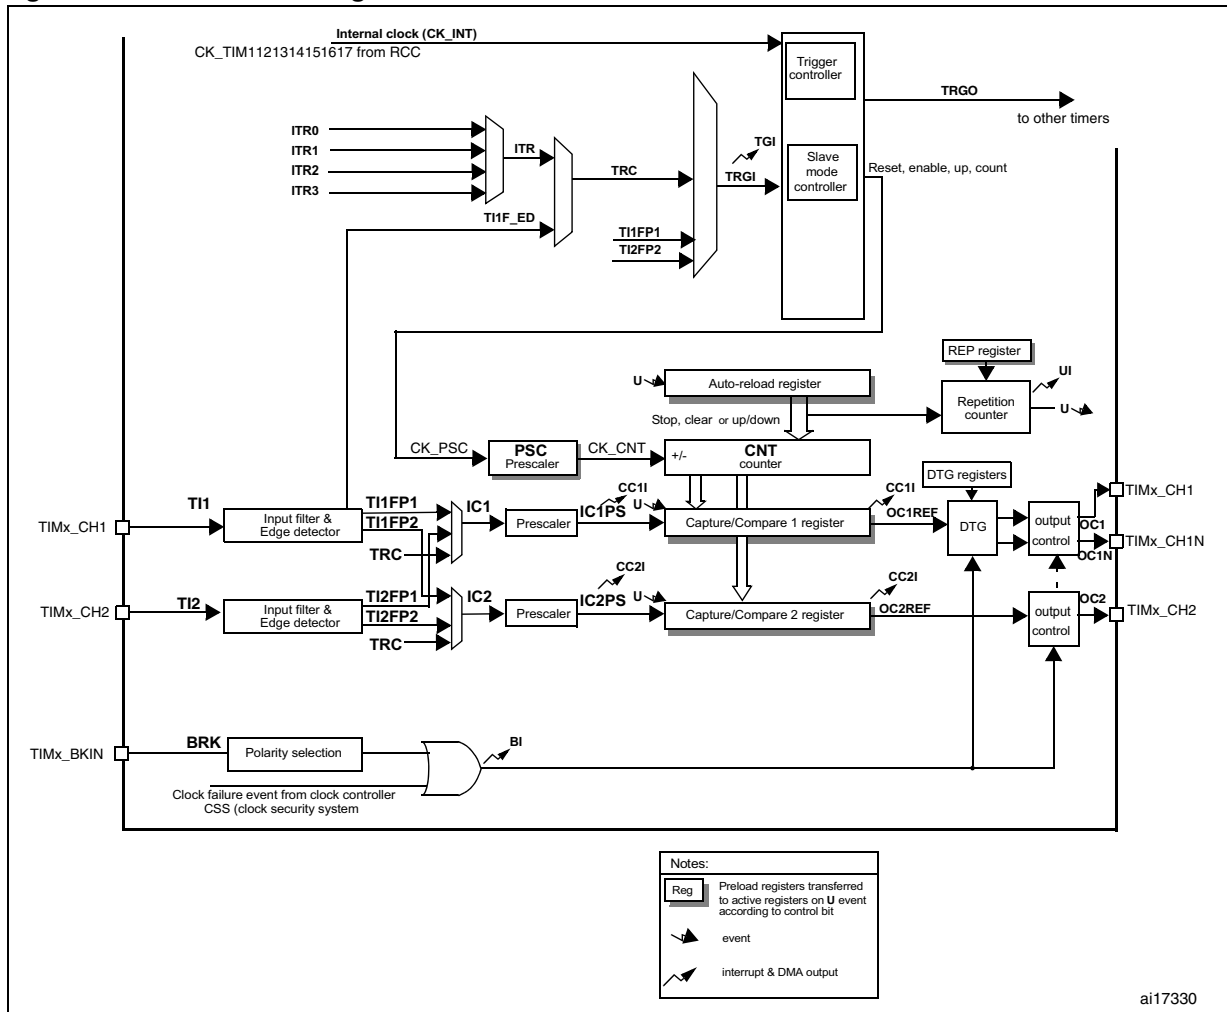 Internal clock (CK_INT)
CK_TIM1121314151617 from RCC
Trigger
controller
TRGO
to other timers
ITR0
ITR1
ITR2
ITR3
ITR
TRC
TI1F_ED
TI1FP1
TI2FP2
TGI
TRGI
Slave
mode
controller
Reset, enable, up, count
REP register
UI
U
Auto-reload register
Repetition
counter
U
Stop, clear or up/down
CK_PSC
PSC
Prescaler
CK_CNT
+/-
CNT
counter
DTG registers
TIMx_CH1
TI1
Input filter &
Edge detector
TI1FP1
TI1FP2
TRC
IC1
Prescaler
IC1PS
CC1I
U
Capture/Compare 1 register
CC1I
OC1REF
DTG
output
control
OC1
OC1N
TIMx_CH1
TIMx_CH1N
TIMx_CH2
TI2
Input filter &
Edge detector
TI2FP1
TI2FP2
TRC
IC2
Prescaler
IC2PS
CC2I
U
Capture/Compare 2 register
CC2I
OC2REF
output
control
OC2
TIMx_CH2
TIMx_BKIN
BRK
Polarity selection
BI
Clock failure event from clock controller
CSS (clock security system
Notes:
Reg
Preload registers transferred
to active registers on U event
according to control bit
event
interrupt & DMA output
ai17330